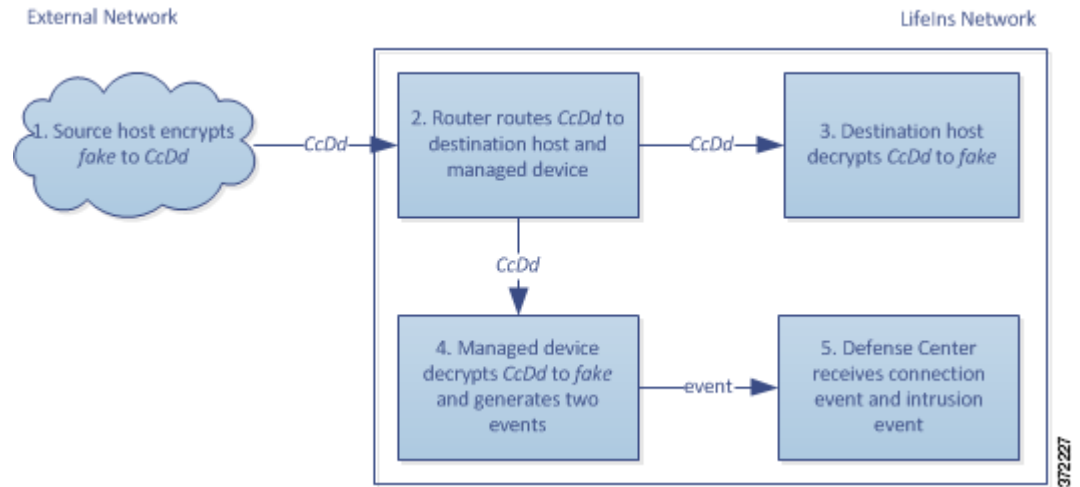 External Network
LifeIns Network
1. Source host encrypts
fake to CcDd
CcDd
2. Router routes CcDd to
destination host and
managed device
CcDd
3. Destination host
decrypts CcDd to fake
CcDd
4. Managed device
decrypts CcDd to fake
and generates two
events
event
5. Defense Center
receives connection
event and intrusion
event
372227